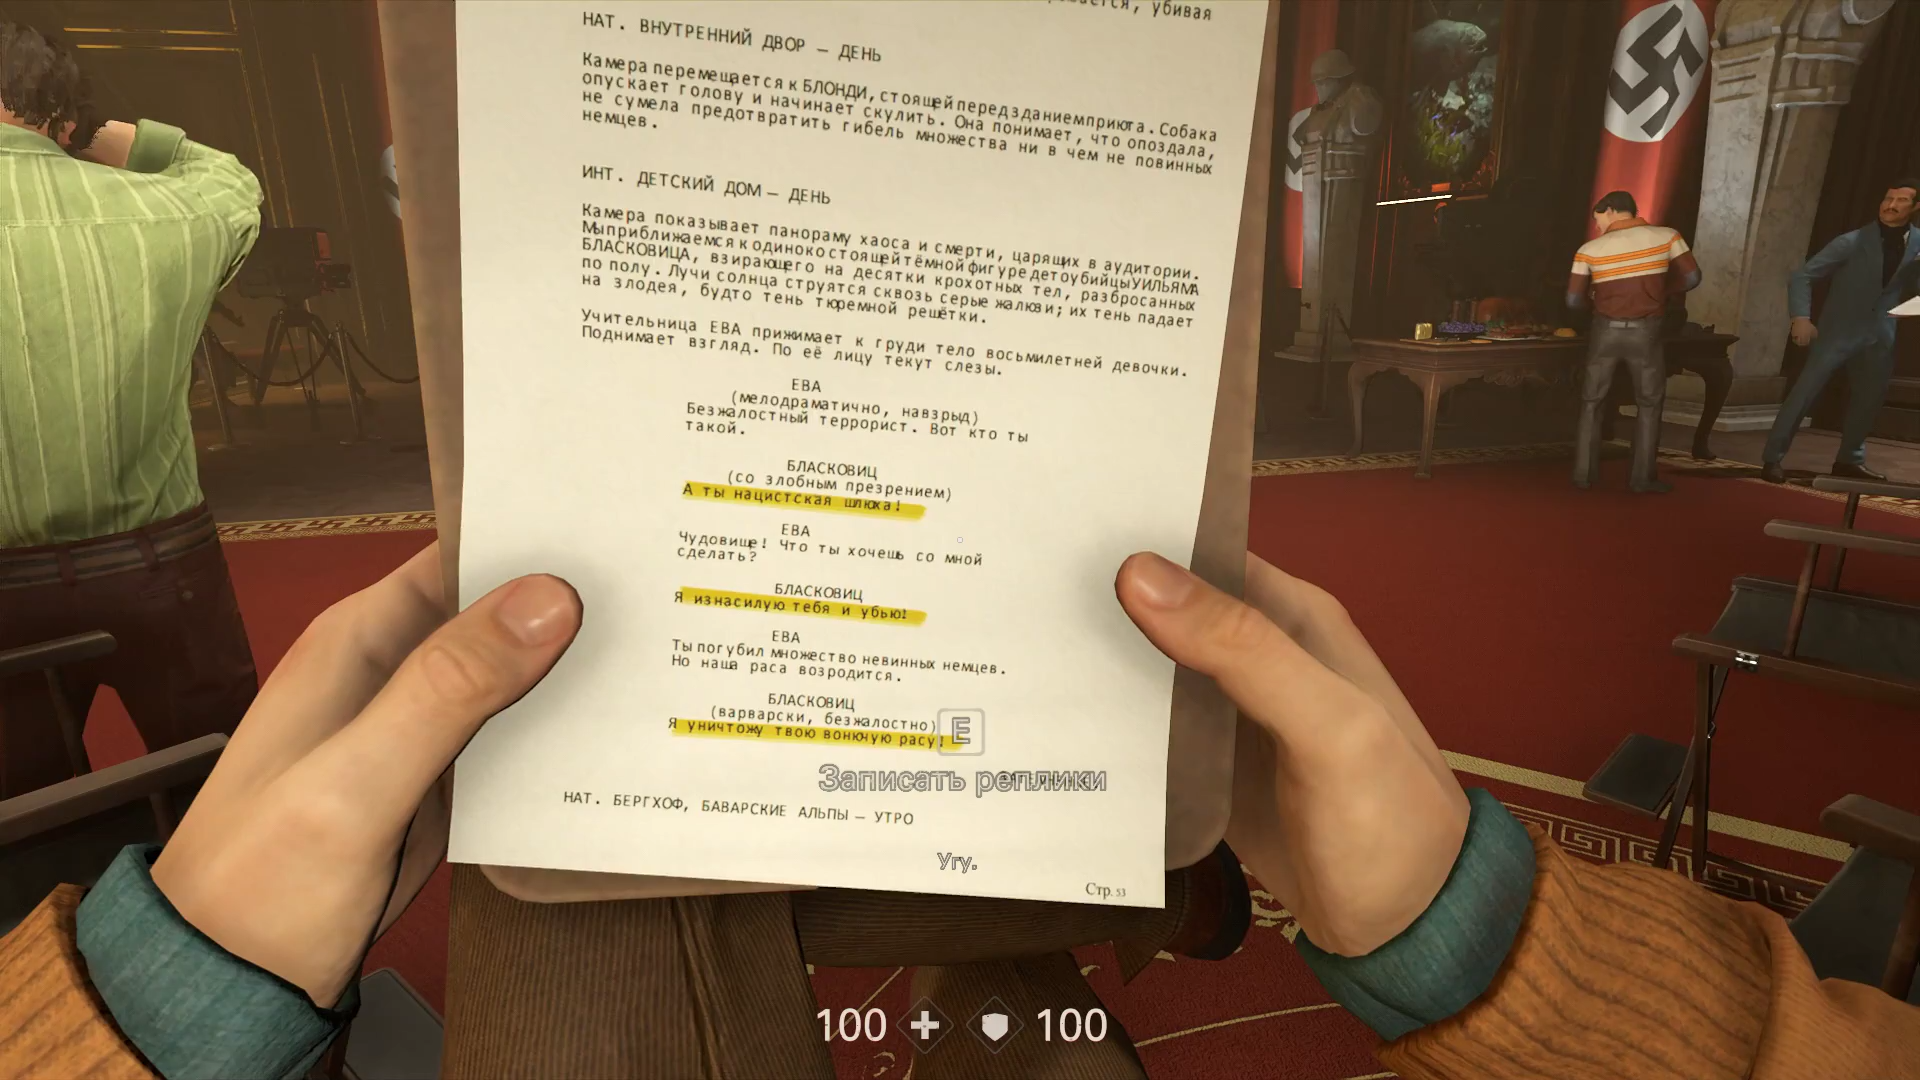 убивая
НАТ. ВНУТРЕННИЙ ДВОР — ДЕНЬ
Камера перемещается к БЛОНДИ, стоящей перед зданием приюта. Собака
опускает голову и начинает скулить. Она понимает, что опоздала,
не сумела предотвратить гибель множества ни в чем не повинных
немцев.
ИНТ. ДЕТСКИЙ ДОМ — ДЕНЬ
Камера показывает панораму хаоса и смерти, царящих в аудитории.
Мы приближаемся к одиноко стоящей тёмной фигуре детоубийцы УИЛЬЯМА
БЛАСКОВИЦА, взирающего на десятки крохотных тел, разбросанных
по полу. Лучи солнца струятся сквозь серые жалюзи; их тень падает
на злодея, будто тень тюремной решётки.
Учительница ЕВА прижимает к груди тело восьмилетней девочки.
Поднимает взгляд. По её лицу текут слезы.
ЕВА
(мелодраматично, навзрыд)
Безжалостный террорист. Вот кто ты
такой.
БЛАСКОВИЦ
(со злобным презрением)
А ты нацистская шлюха!
ЕВА
Чудовище! Что ты хочешь со мной
сделать?
БЛАСКОВИЦ
Я изнасилую тебя и убью!
ЕВА
Ты погубил множество невинных немцев.
Но наша раса возродится.
БЛАСКОВИЦ
(варварски, безжалостно)
Я уничтожу твою вонючую расу!
E
Записать реплики
НАТ. БЕРГХОФ, БАВАРСКИЕ АЛЬПЫ — УТРО
Угу.
Стр. 53
100 100